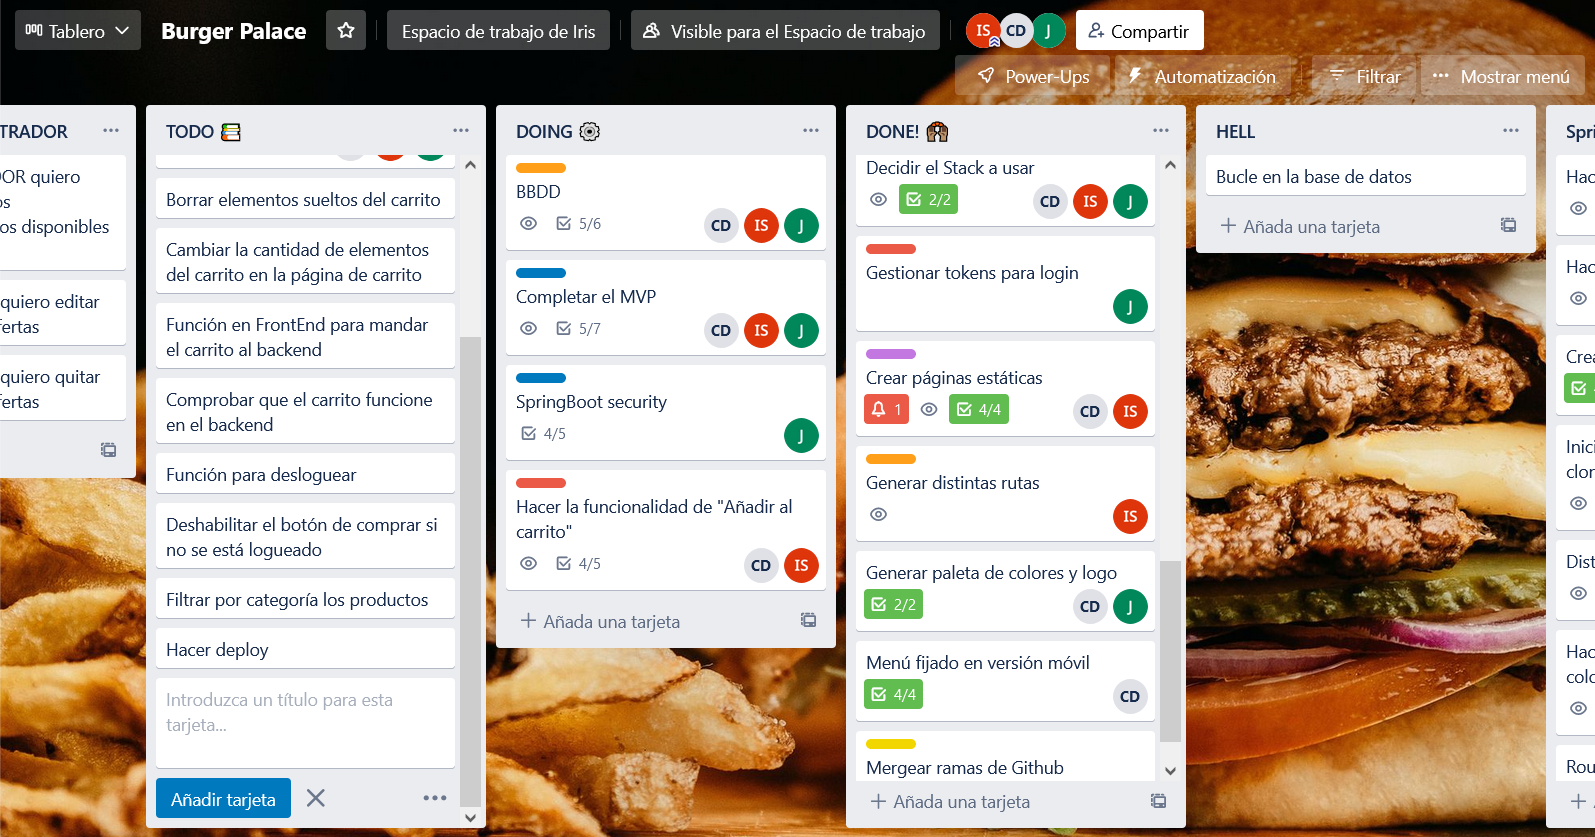 Tablero
Burger Palace
Espacio de trabajo de Iris
Visible para el Espacio de trabajo
IS
CD
J
Compartir
Power-Ups
Automatización
Filtrar
Mostrar menú
TRADOR
OR quiero
os
os disponibles
quiero editar
fertas
quiero quitar
fertas
TODO
Borrar elementos sueltos del carrito
Cambiar la cantidad de elementos
del carrito en la página de carrito
Función en FrontEnd para mandar
el carrito al backend
Comprobar que el carrito funcione
en el backend
Función para desloguear
Deshabilitar el botón de comprar si
no se está logueado
Filtrar por categoría los productos
Hacer deploy
Introduzca un título para esta
tarjeta...
Añadir tarjeta
DOING
BBDD
5/6
CD IS J
Completar el MVP
5/7
CD IS J
SpringBoot security
4/5
J
Hacer la funcionalidad de "Añadir al
carrito"
4/5
CD IS
Añada una tarjeta
DONE!
Decidir el Stack a usar
2/2
CD IS J
Gestionar tokens para login
J
Crear páginas estáticas
1
4/4
CD IS
Generar distintas rutas
IS
Generar paleta de colores y logo
2/2
CD J
Menú fijado en versión móvil
4/4
CD
Mergear ramas de Github
Añada una tarjeta
HELL
Bucle en la base de datos
Añada una tarjeta
Spri
Hac
Hac
Crea
Inici
clor
Dist
Hac
colo
Rou